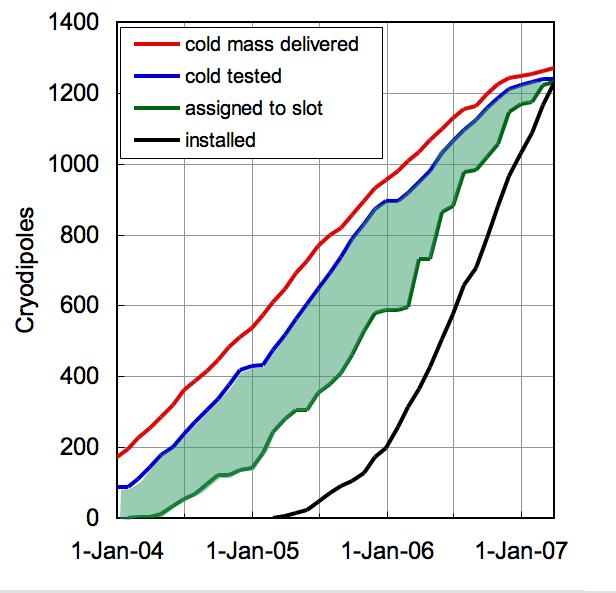 1400
1200
1000
800
600
400
200
0
Cryodipoles
cold mass delivered
cold tested
assigned to slot
installed
1-Jan-04 1-Jan-05 1-Jan-06 1-Jan-07